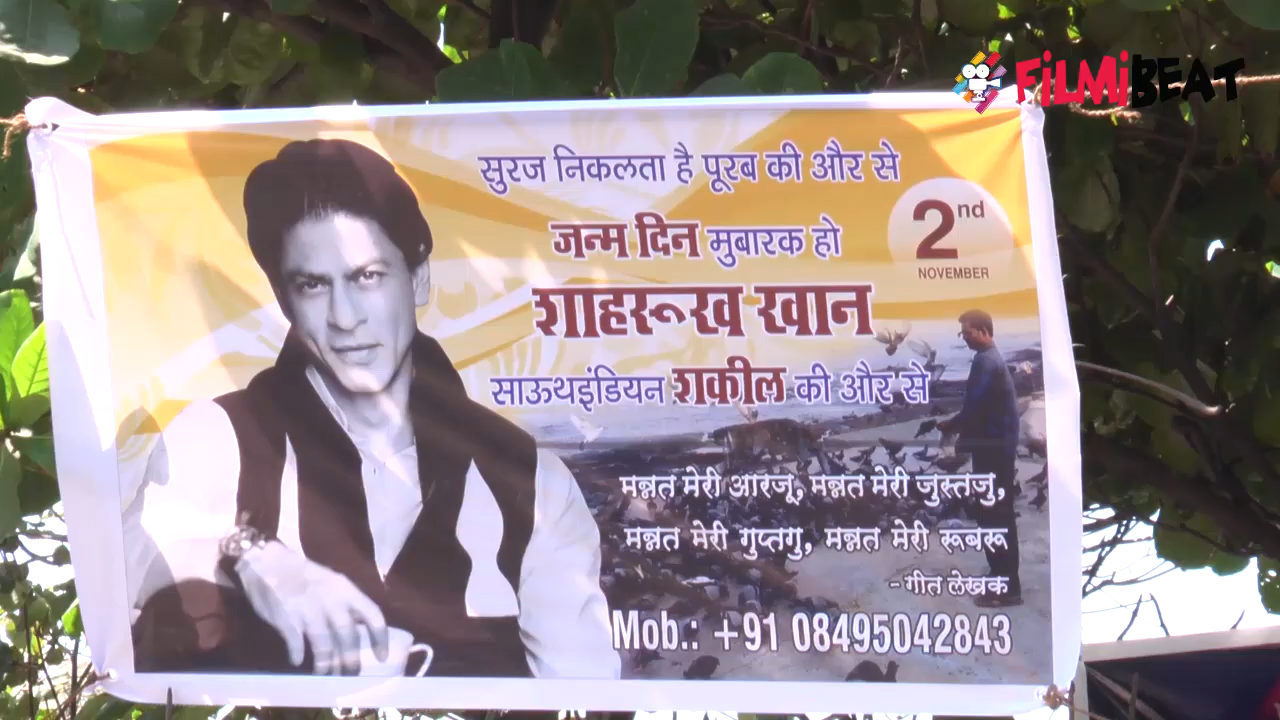 FiLMiBEAT
सुरज निकलता है पूरब की और से
2nd
NOVEMBER
जन्म दिन मुबारक हो
शाहरूख खान
साऊथइंडियन शकील की और से
मन्नत मेरी आरजू, मन्नत मेरी जुस्तजु,
मन्नत मेरी गुप्तगु, मन्नत मेरी रूबरू
- गीत लेखक
Mob.: +91 08495042843